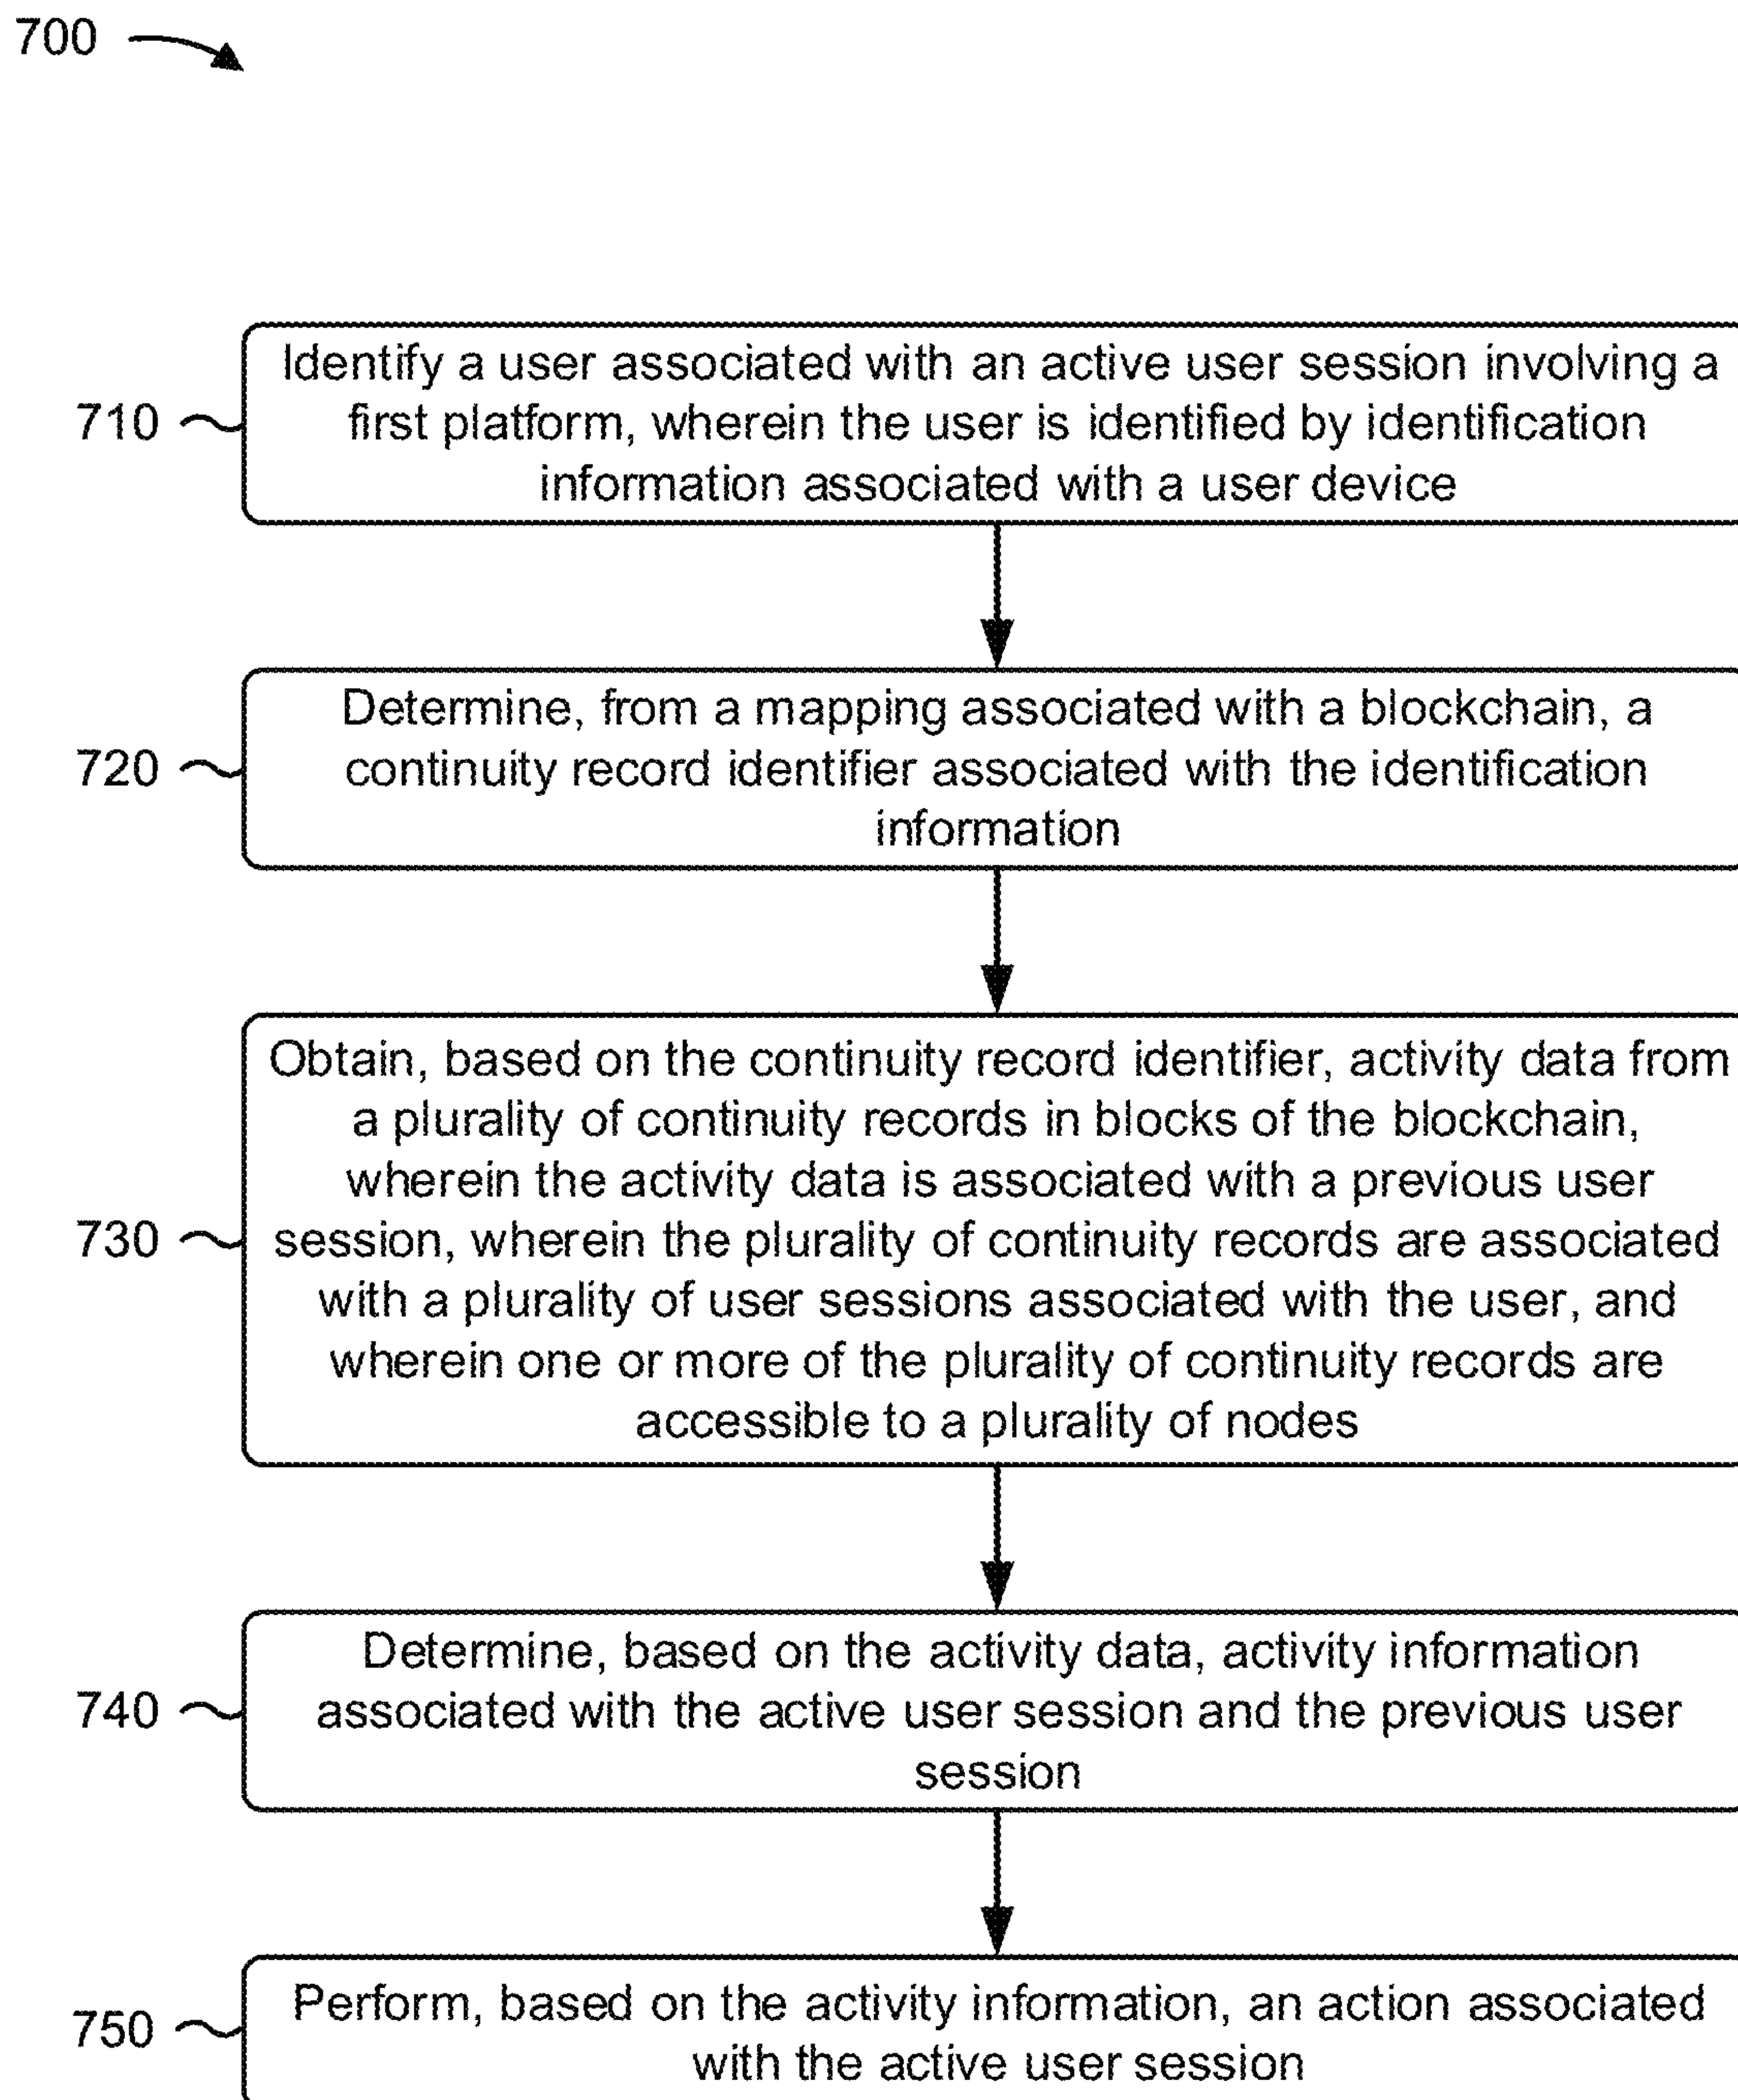 700
710
Identify a user associated with an active user session involving a
first platform, wherein the user is identified by identification
information associated with a user device
720
Determine, from a mapping associated with a blockchain, a
continuity record identifier associated with the identification
information
730
Obtain, based on the continuity record identifier, activity data from
a plurality of continuity records in blocks of the blockchain,
wherein the activity data is associated with a previous user
session, wherein the plurality of continuity records are associated
with a plurality of user sessions associated with the user, and
wherein one or more of the plurality of continuity records are
accessible to a plurality of nodes
740
Determine, based on the activity data, activity information
associated with the active user session and the previous user
session
750
Perform, based on the activity information, an action associated
with the active user session